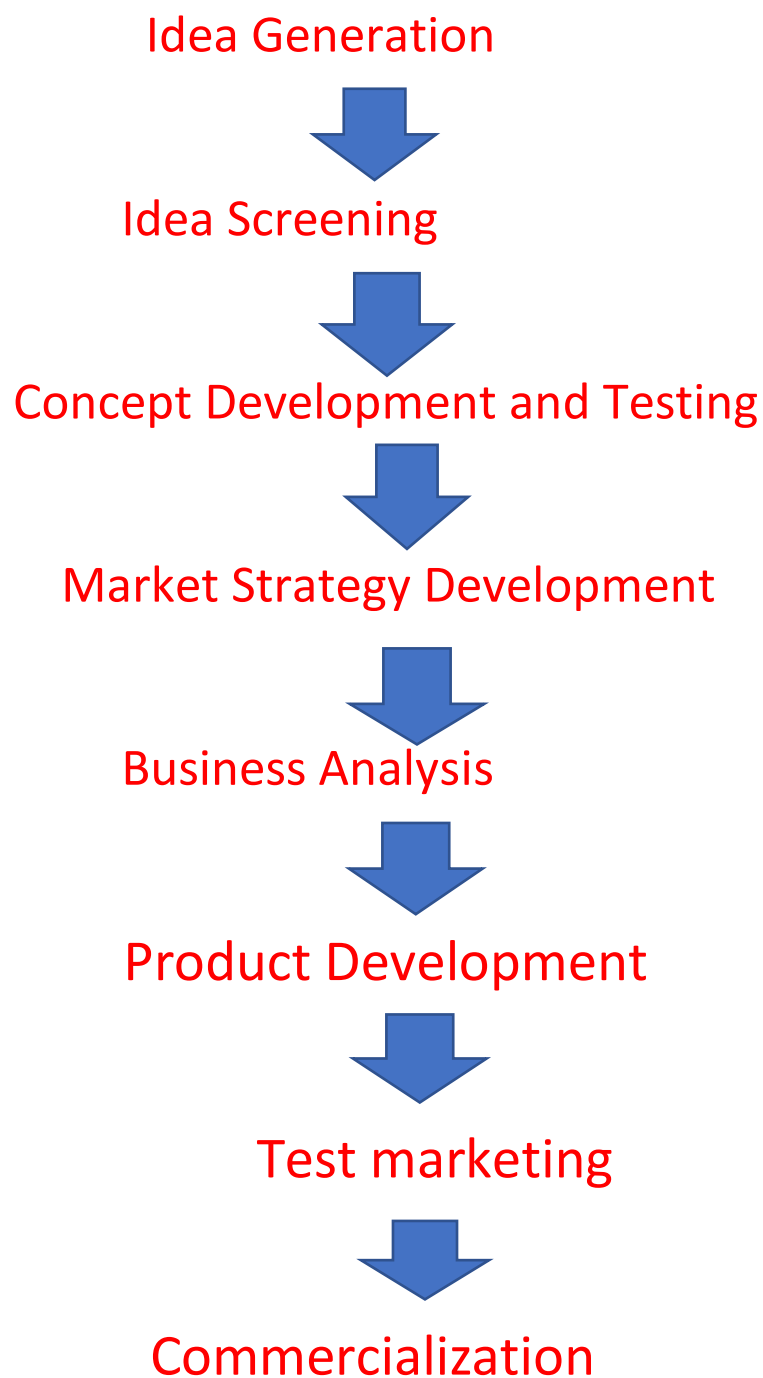 Idea Generation
Idea Screening
Concept Development and Testing
Market Strategy Development
Business Analysis
Product Development
Test marketing
Commercialization